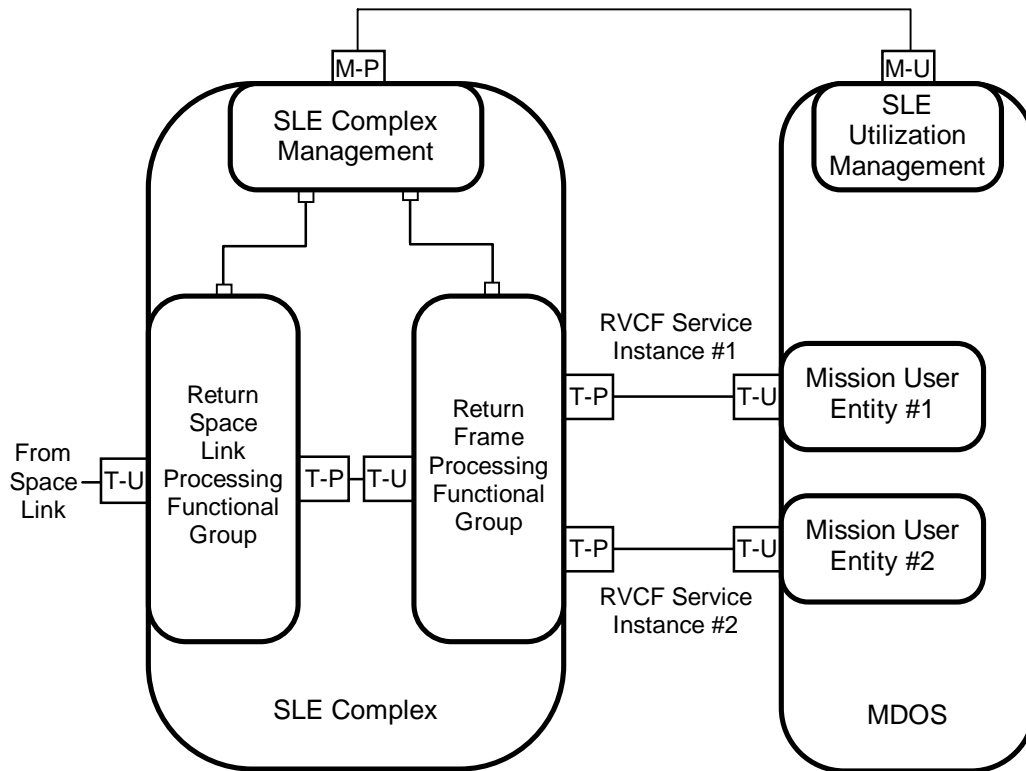 M-P
M-U
SLE Complex
Management
SLE
Utilization
Management
RVCF Service
Instance #1
Return
Space
Link
Processing
Functional
Group
Return
Frame
Processing
Functional
Group
T-P
T-U
Mission User
Entity #1
From
Space
Link
T-U
T-P
T-U
T-P
T-U
Mission User
Entity #2
RVCF Service
Instance #2
SLE Complex
MDOS